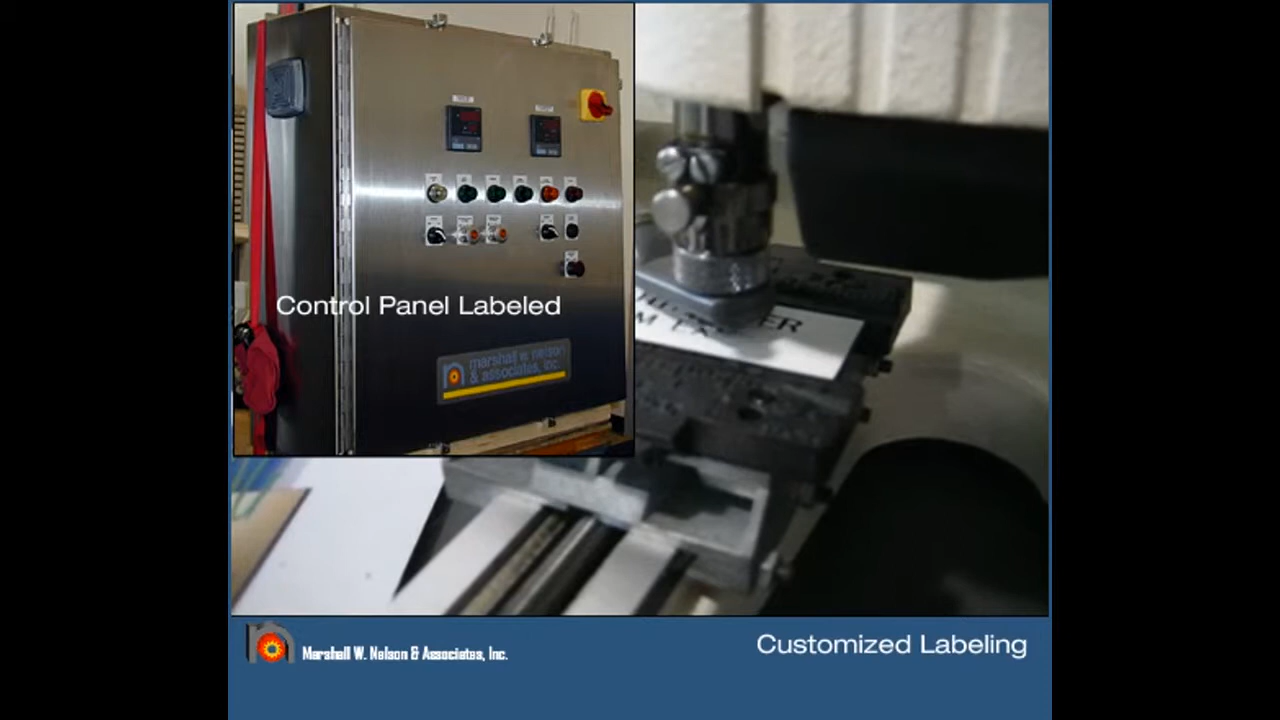 Control Panel Labeled
marshall w. nelson
& associates, inc.
Marshall W. Nelson & Associates, Inc.
Customized Labeling